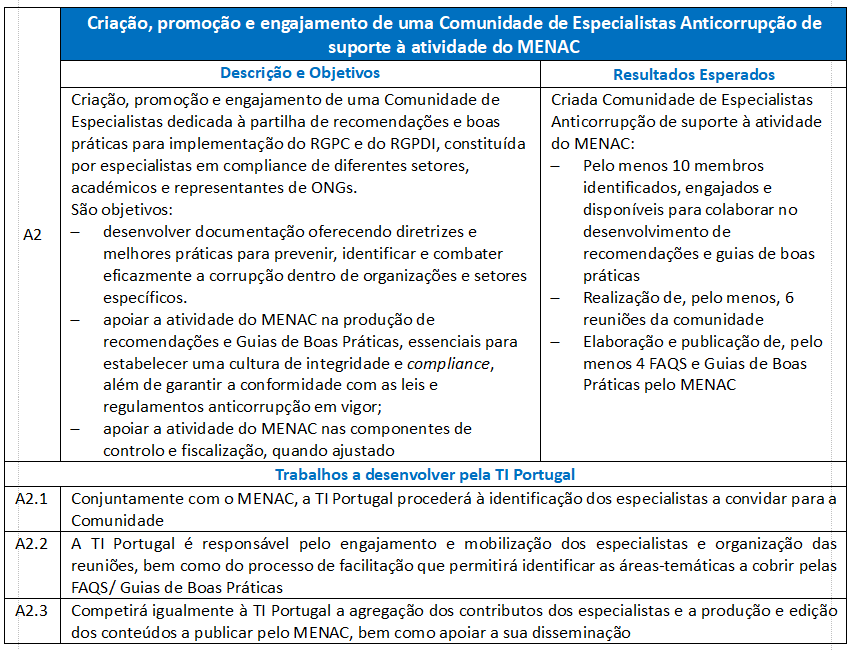 Criação, promoção e engajamento de uma Comunidade de Especialistas Anticorrupção de
suporte à atividade do MENAC
A2
Descrição e Objetivos
Criação, promoção e engajamento de uma Comunidade de
Especialistas dedicada à partilha de recomendações e boas
práticas para implementação do RGPC e do RGPDI, constituída
por especialistas em compliance de diferentes setores,
académicos e representantes de ONGs.
São objetivos:
– desenvolver documentação oferecendo diretrizes e
melhores práticas para prevenir, identificar e combater
eficazmente a corrupção dentro de organizações e setores
específicos.
– apoiar a atividade do MENAC na produção de
recomendações e Guias de Boas Práticas, essenciais para
estabelecer uma cultura de integridade e compliance,
além de garantir a conformidade com as leis e
regulamentos anticorrupção em vigor;
– apoiar a atividade do MENAC nas componentes de
controlo e fiscalização, quando ajustado
Resultados Esperados
Criada Comunidade de Especialistas
Anticorrupção de suporte à atividade
do MENAC:
– Pelo menos 10 membros
identificados, engajados e
disponíveis para colaborar no
desenvolvimento de
recomendações e guias de boas
práticas
– Realização de, pelo menos, 6
reuniões da comunidade
– Elaboração e publicação de, pelo
menos 4 FAQS e Guias de Boas
Práticas pelo MENAC
Trabalhos a desenvolver pela TI Portugal
A2.1 Conjuntamente com o MENAC, a TI Portugal procederá à identificação dos especialistas a convidar para a
Comunidade
A2.2 A TI Portugal é responsável pelo engajamento e mobilização dos especialistas e organização das
reuniões, bem como do processo de facilitação que permitirá identificar as áreas-temáticas a cobrir pelas
FAQS/ Guias de Boas Práticas
A2.3 Competirá igualmente à TI Portugal a agregação dos contributos dos especialistas e a produção e edição
dos conteúdos a publicar pelo MENAC, bem como apoiar a sua disseminação